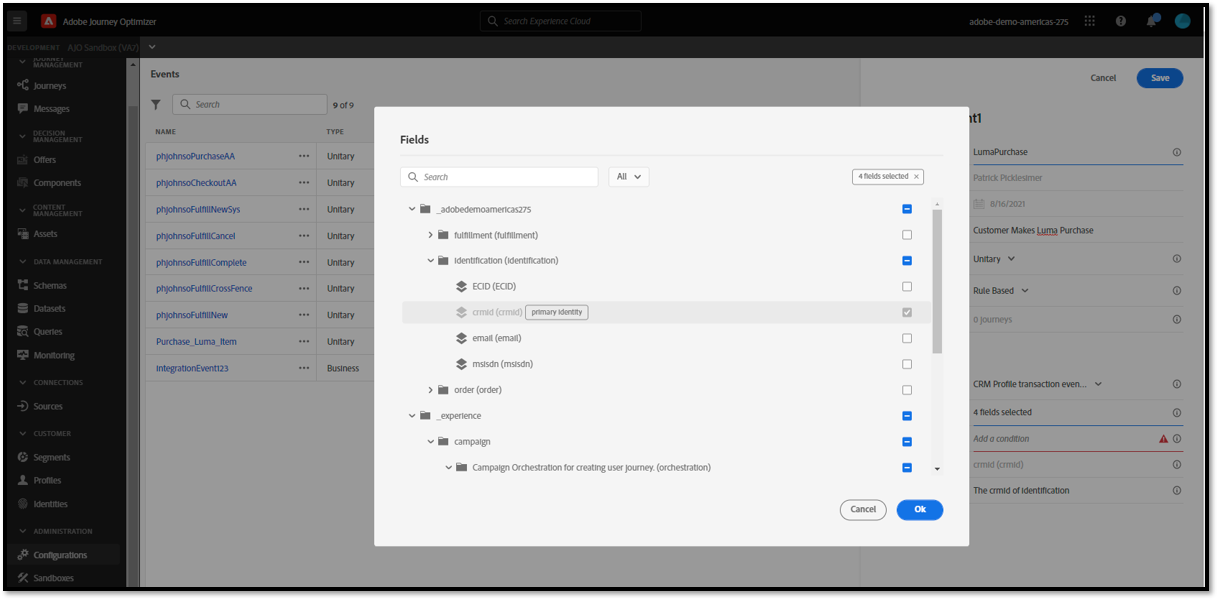 Adobe Journey Optimizer
Search Experience Cloud
adobe-demo-americas-275
DEVELOPMENT AJO Sandbox (VA7)
JOURNEY
MANAGEMENT
Journeys
Messages
DECISION
MANAGEMENT
Offers
Components
CONTENT
MANAGEMENT
Assets
DATA MANAGEMENT
Schemas
Datasets
Queries
Monitoring
CONNECTIONS
Sources
CUSTOMER
Segments
Profiles
Identities
ADMINISTRATION
Configurations
Sandboxes
Events
Search
9 of 9
NAME TYPE
phjohnsoPurchaseAA ••• Unitary
phjohnsoCheckoutAA ••• Unitary
phjohnsoFulfillNewSys ••• Unitary
phjohnsoFulfillCancel ••• Unitary
phjohnsoFulfillComplete ••• Unitary
phjohnsoFulfillCrossFence ••• Unitary
phjohnsoFulfillNew ••• Unitary
Purchase_Luma_Item ••• Unitary
IntegrationEvent123 ••• Business
Fields
Search
All
4 fields selected ×
_adobedemoamericas275
fulfillment (fulfillment)
Identification (Identification)
ECID (ECID)
crmid (crmid) primary identity
email (email)
msisdn (msisdn)
order (order)
_experience
campaign
Campaign Orchestration for creating user journey. (orchestration)
Cancel
Ok
Cancel
Save
nt1
LumaPurchase
Patrick Picklesimer
8/16/2021
Customer Makes Luma Purchase
Unitary
Rule Based
0 journeys
CRM Profile transaction even...
4 fields selected
Add a condition
crmid (crmid)
The crmid of identification